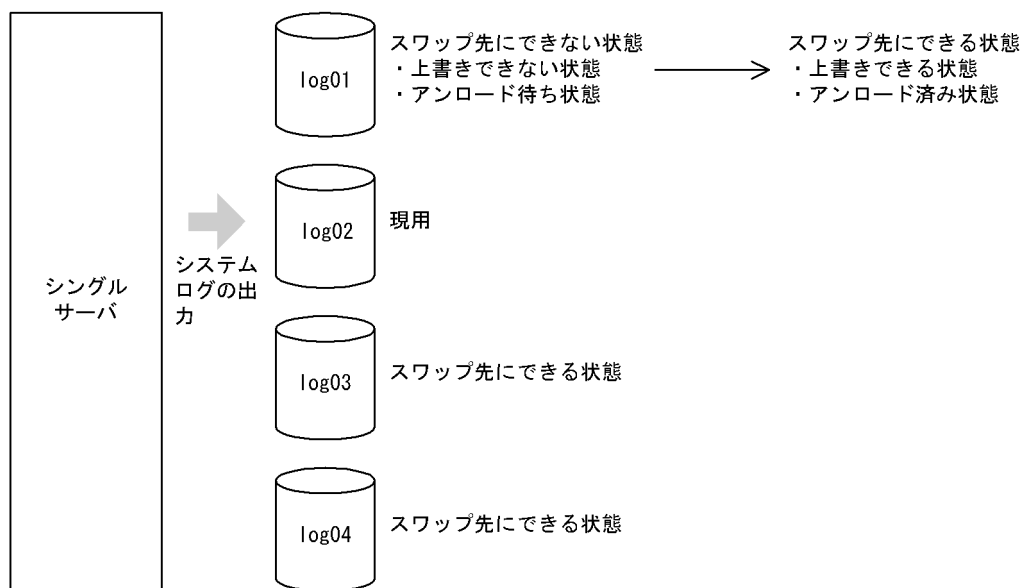 スワップ先にできない状態
・上書きできない状態
・アンロード待ち状態
スワップ先にできる状態
・上書きできる状態
・アンロード済み状態
log01
log02
現用
システム
ログの出
力
シングル
サーバ
log03
スワップ先にできる状態
log04
スワップ先にできる状態